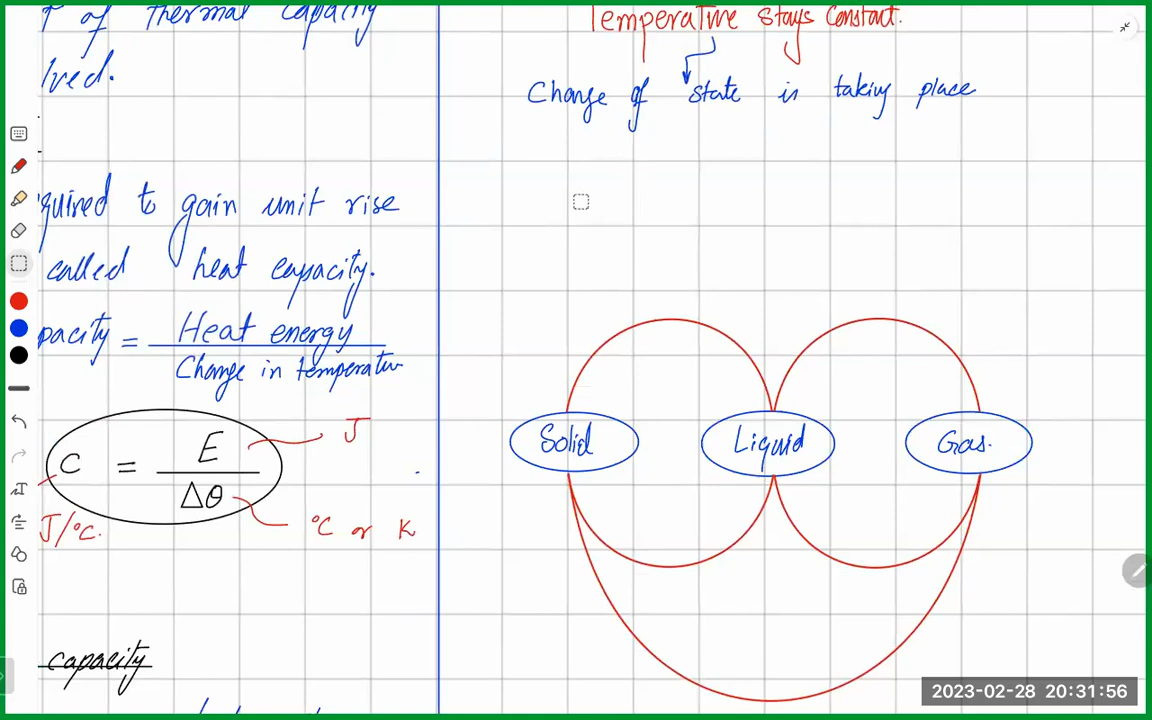 of thermal capacity
lved.
quired to gain unit rise
called heat capacity.
pacity = Heat energy
Change in temperatur
C = E
Δθ
J
°C or K
J/°C.
capacity
Temperature stays constant.
Change of state is taking place
Solid
Liquid
Gas.
2023-02-28 20:31:56